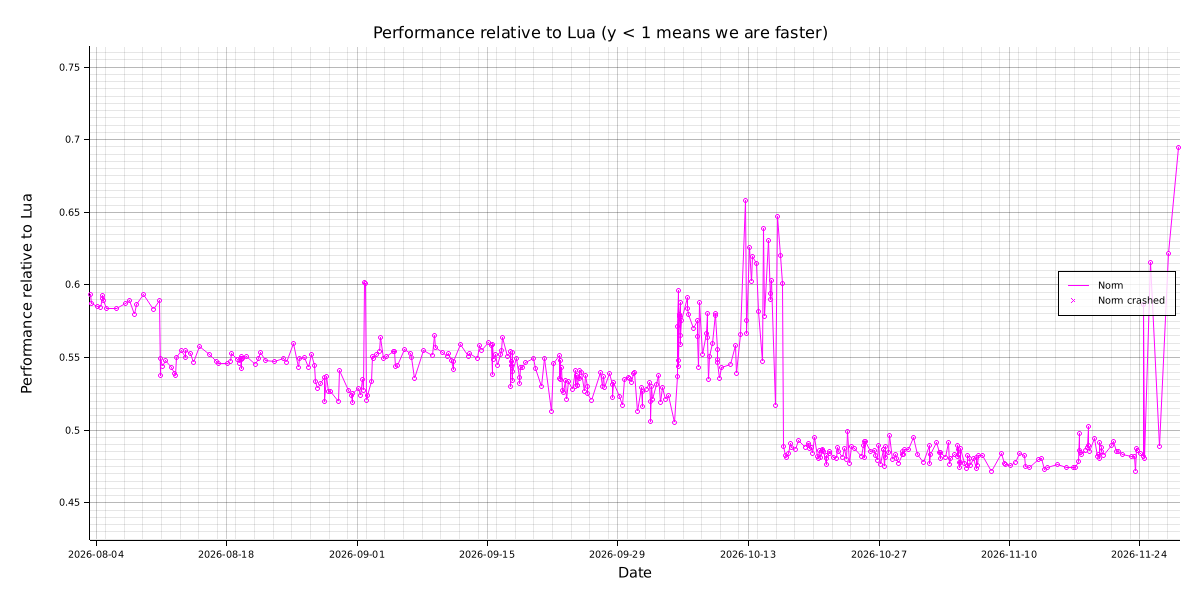 Performance relative to Lua (y < 1 means we are faster)
Performance relative to Lua
0.75
0.7
0.65
0.6
0.55
0.5
0.45
Norm
Norm crashed
2026-08-04 2026-08-18 2026-09-01 2026-09-15 2026-09-29 2026-10-13 2026-10-27 2026-11-10 2026-11-24
Date